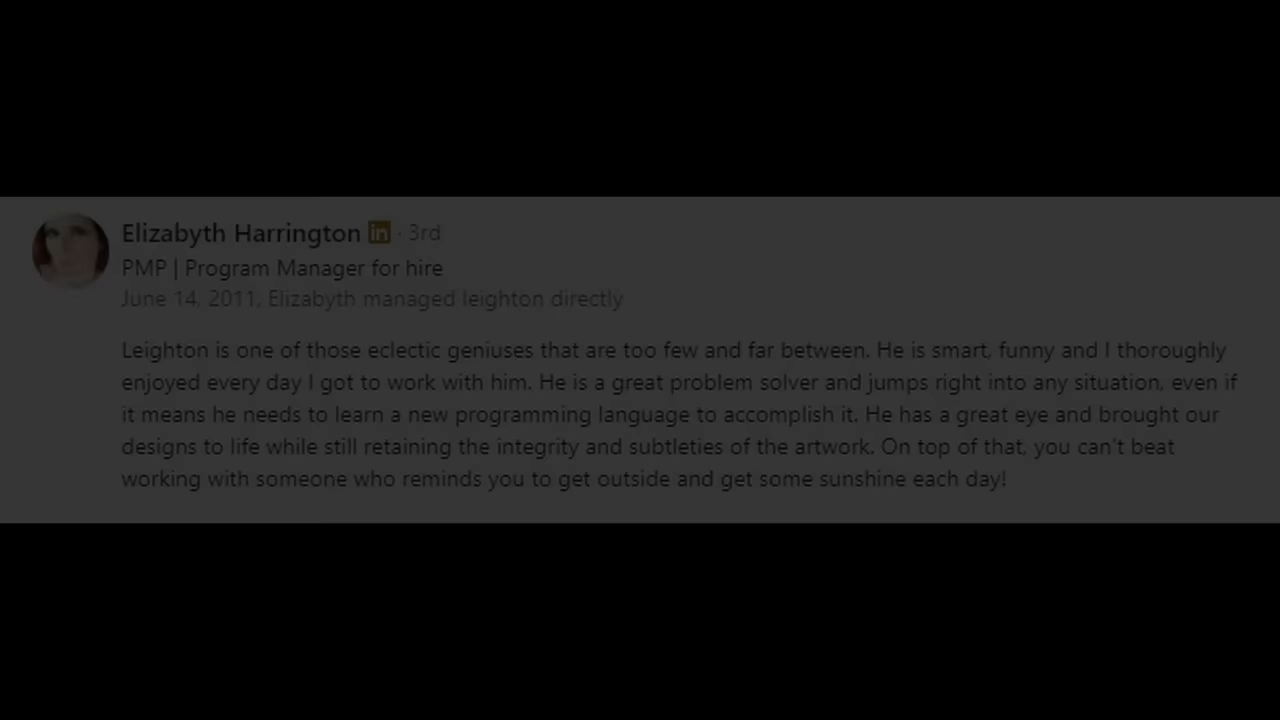 Elizabyth Harrington in · 3rd
PMP | Program Manager for hire
June 14, 2011, Elizabyth managed leighton directly
Leighton is one of those eclectic geniuses that are too few and far between. He is smart, funny and I thoroughly
enjoyed every day I got to work with him. He is a great problem solver and jumps right into any situation, even if
it means he needs to learn a new programming language to accomplish it. He has a great eye and brought our
designs to life while still retaining the integrity and subtleties of the artwork. On top of that, you can't beat
working with someone who reminds you to get outside and get some sunshine each day!